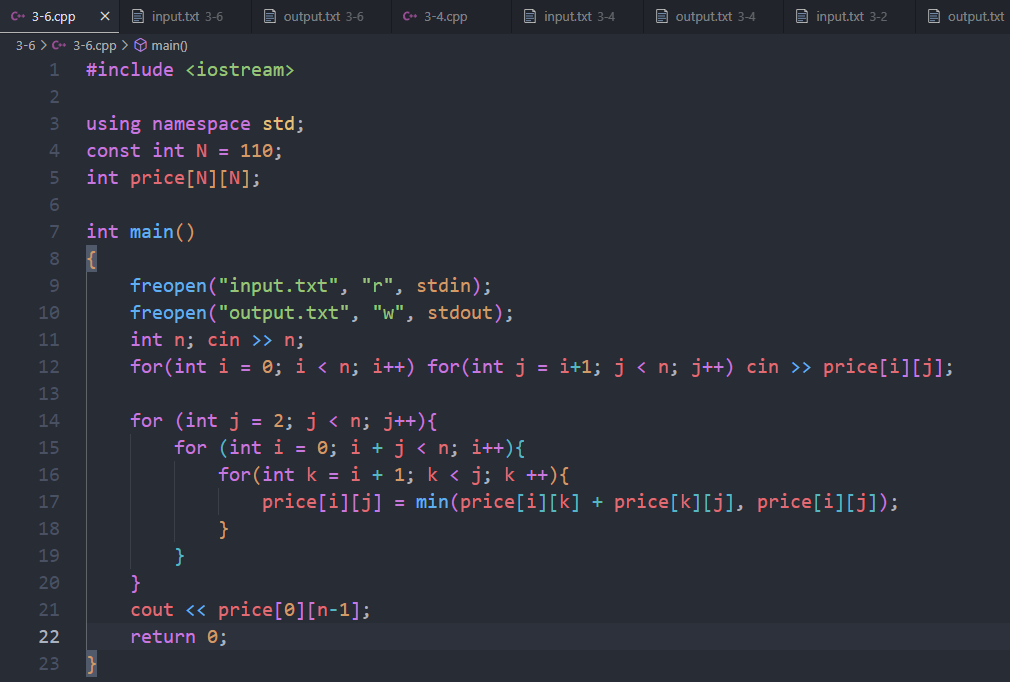 C++ 3-6.cpp × input.txt 3-6 output.txt 3-6 C++ 3-4.cpp input.txt 3-4 output.txt 3-4 input.txt 3-2 output.txt
3-6 > C++ 3-6.cpp > main()
1 #include <iostream>
2
3 using namespace std;
4 const int N = 110;
5 int price[N][N];
6
7 int main()
8 {
9     freopen("input.txt", "r", stdin);
10     freopen("output.txt", "w", stdout);
11     int n; cin >> n;
12     for(int i = 0; i < n; i++) for(int j = i+1; j < n; j++) cin >> price[i][j];
13
14     for (int j = 2; j < n; j++){
15         for (int i = 0; i + j < n; i++){
16             for(int k = i + 1; k < j; k ++){
17                 price[i][j] = min(price[i][k] + price[k][j], price[i][j]);
18             }
19         }
20     }
21     cout << price[0][n-1];
22     return 0;
23 }